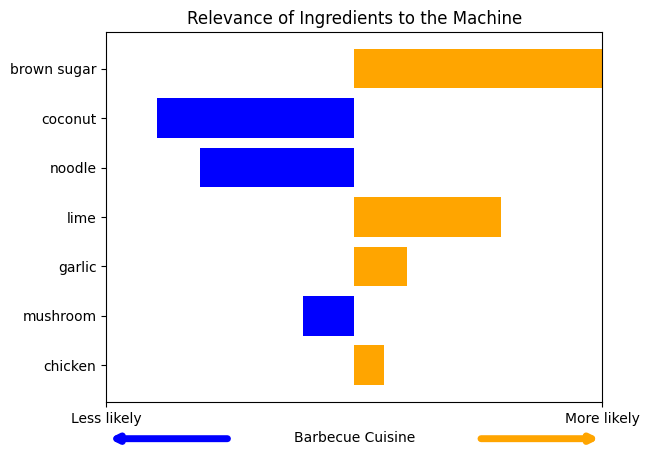 Relevance of Ingredients to the Machine
brown sugar
coconut
noodle
lime
garlic
mushroom
chicken
Less likely
More likely
Barbecue Cuisine